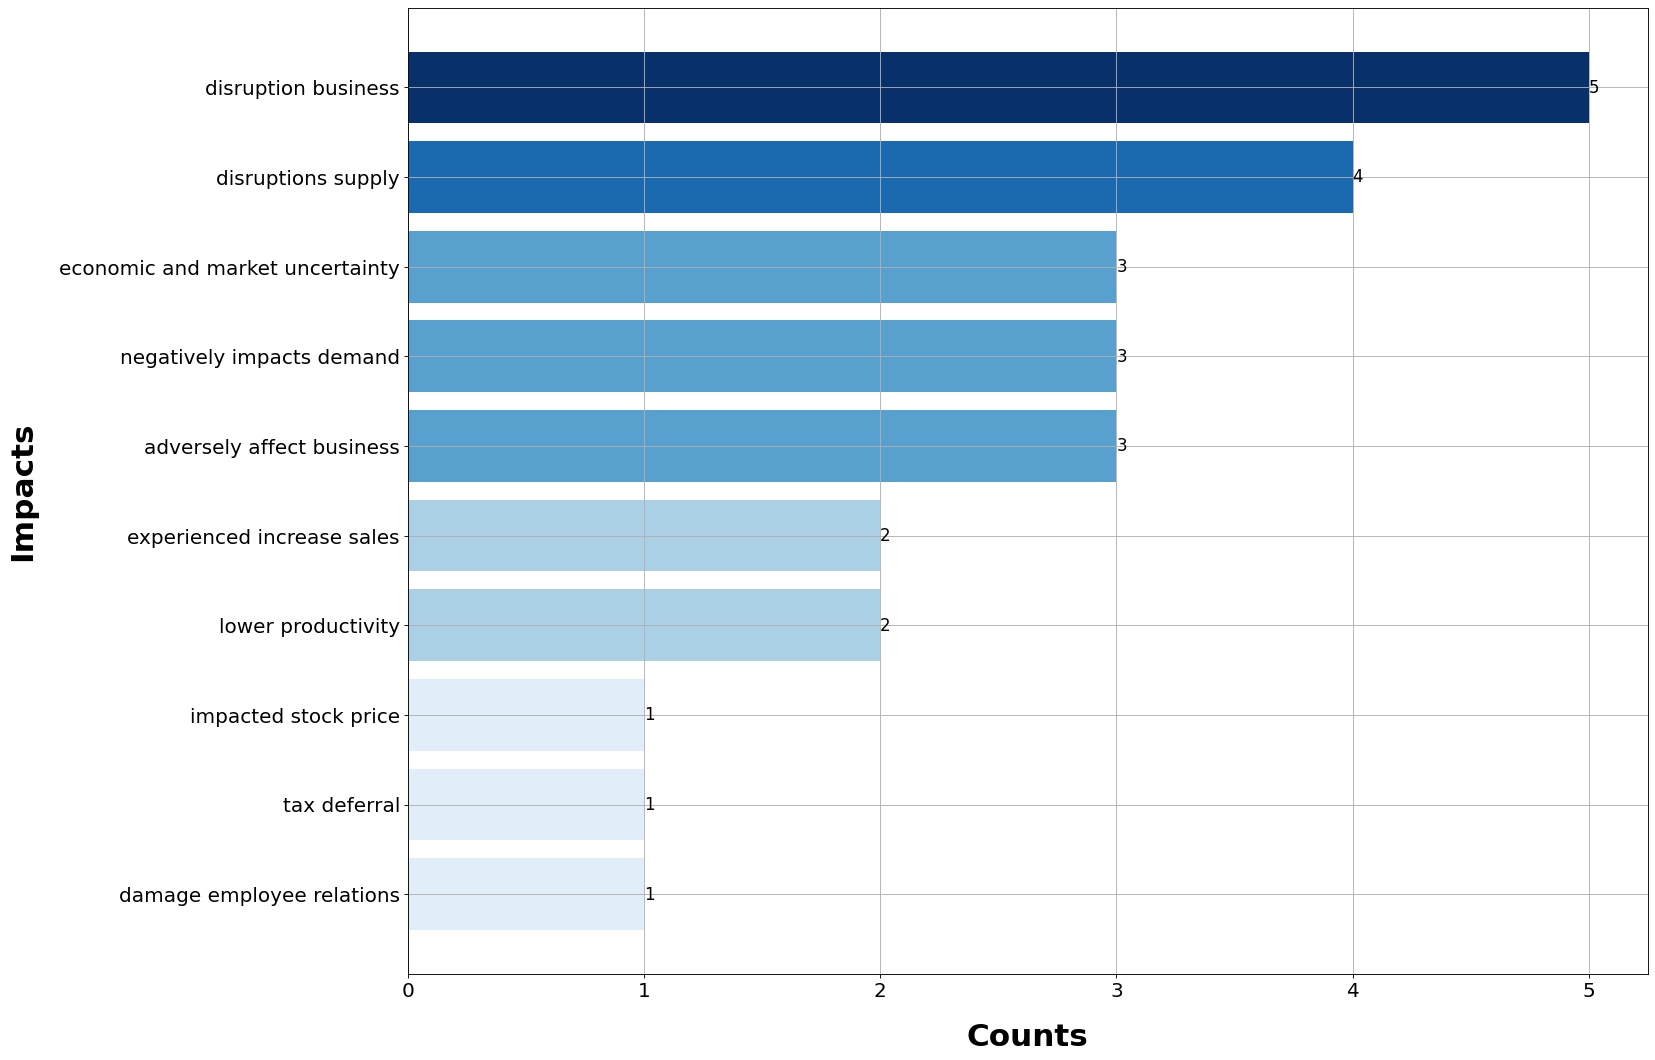 disruption business
5
disruptions supply
4
economic and market uncertainty
3
negatively impacts demand
3
adversely affect business
3
experienced increase sales
2
lower productivity
2
impacted stock price
1
tax deferral
1
damage employee relations
1
Impacts
0 1 2 3 4 5
Counts